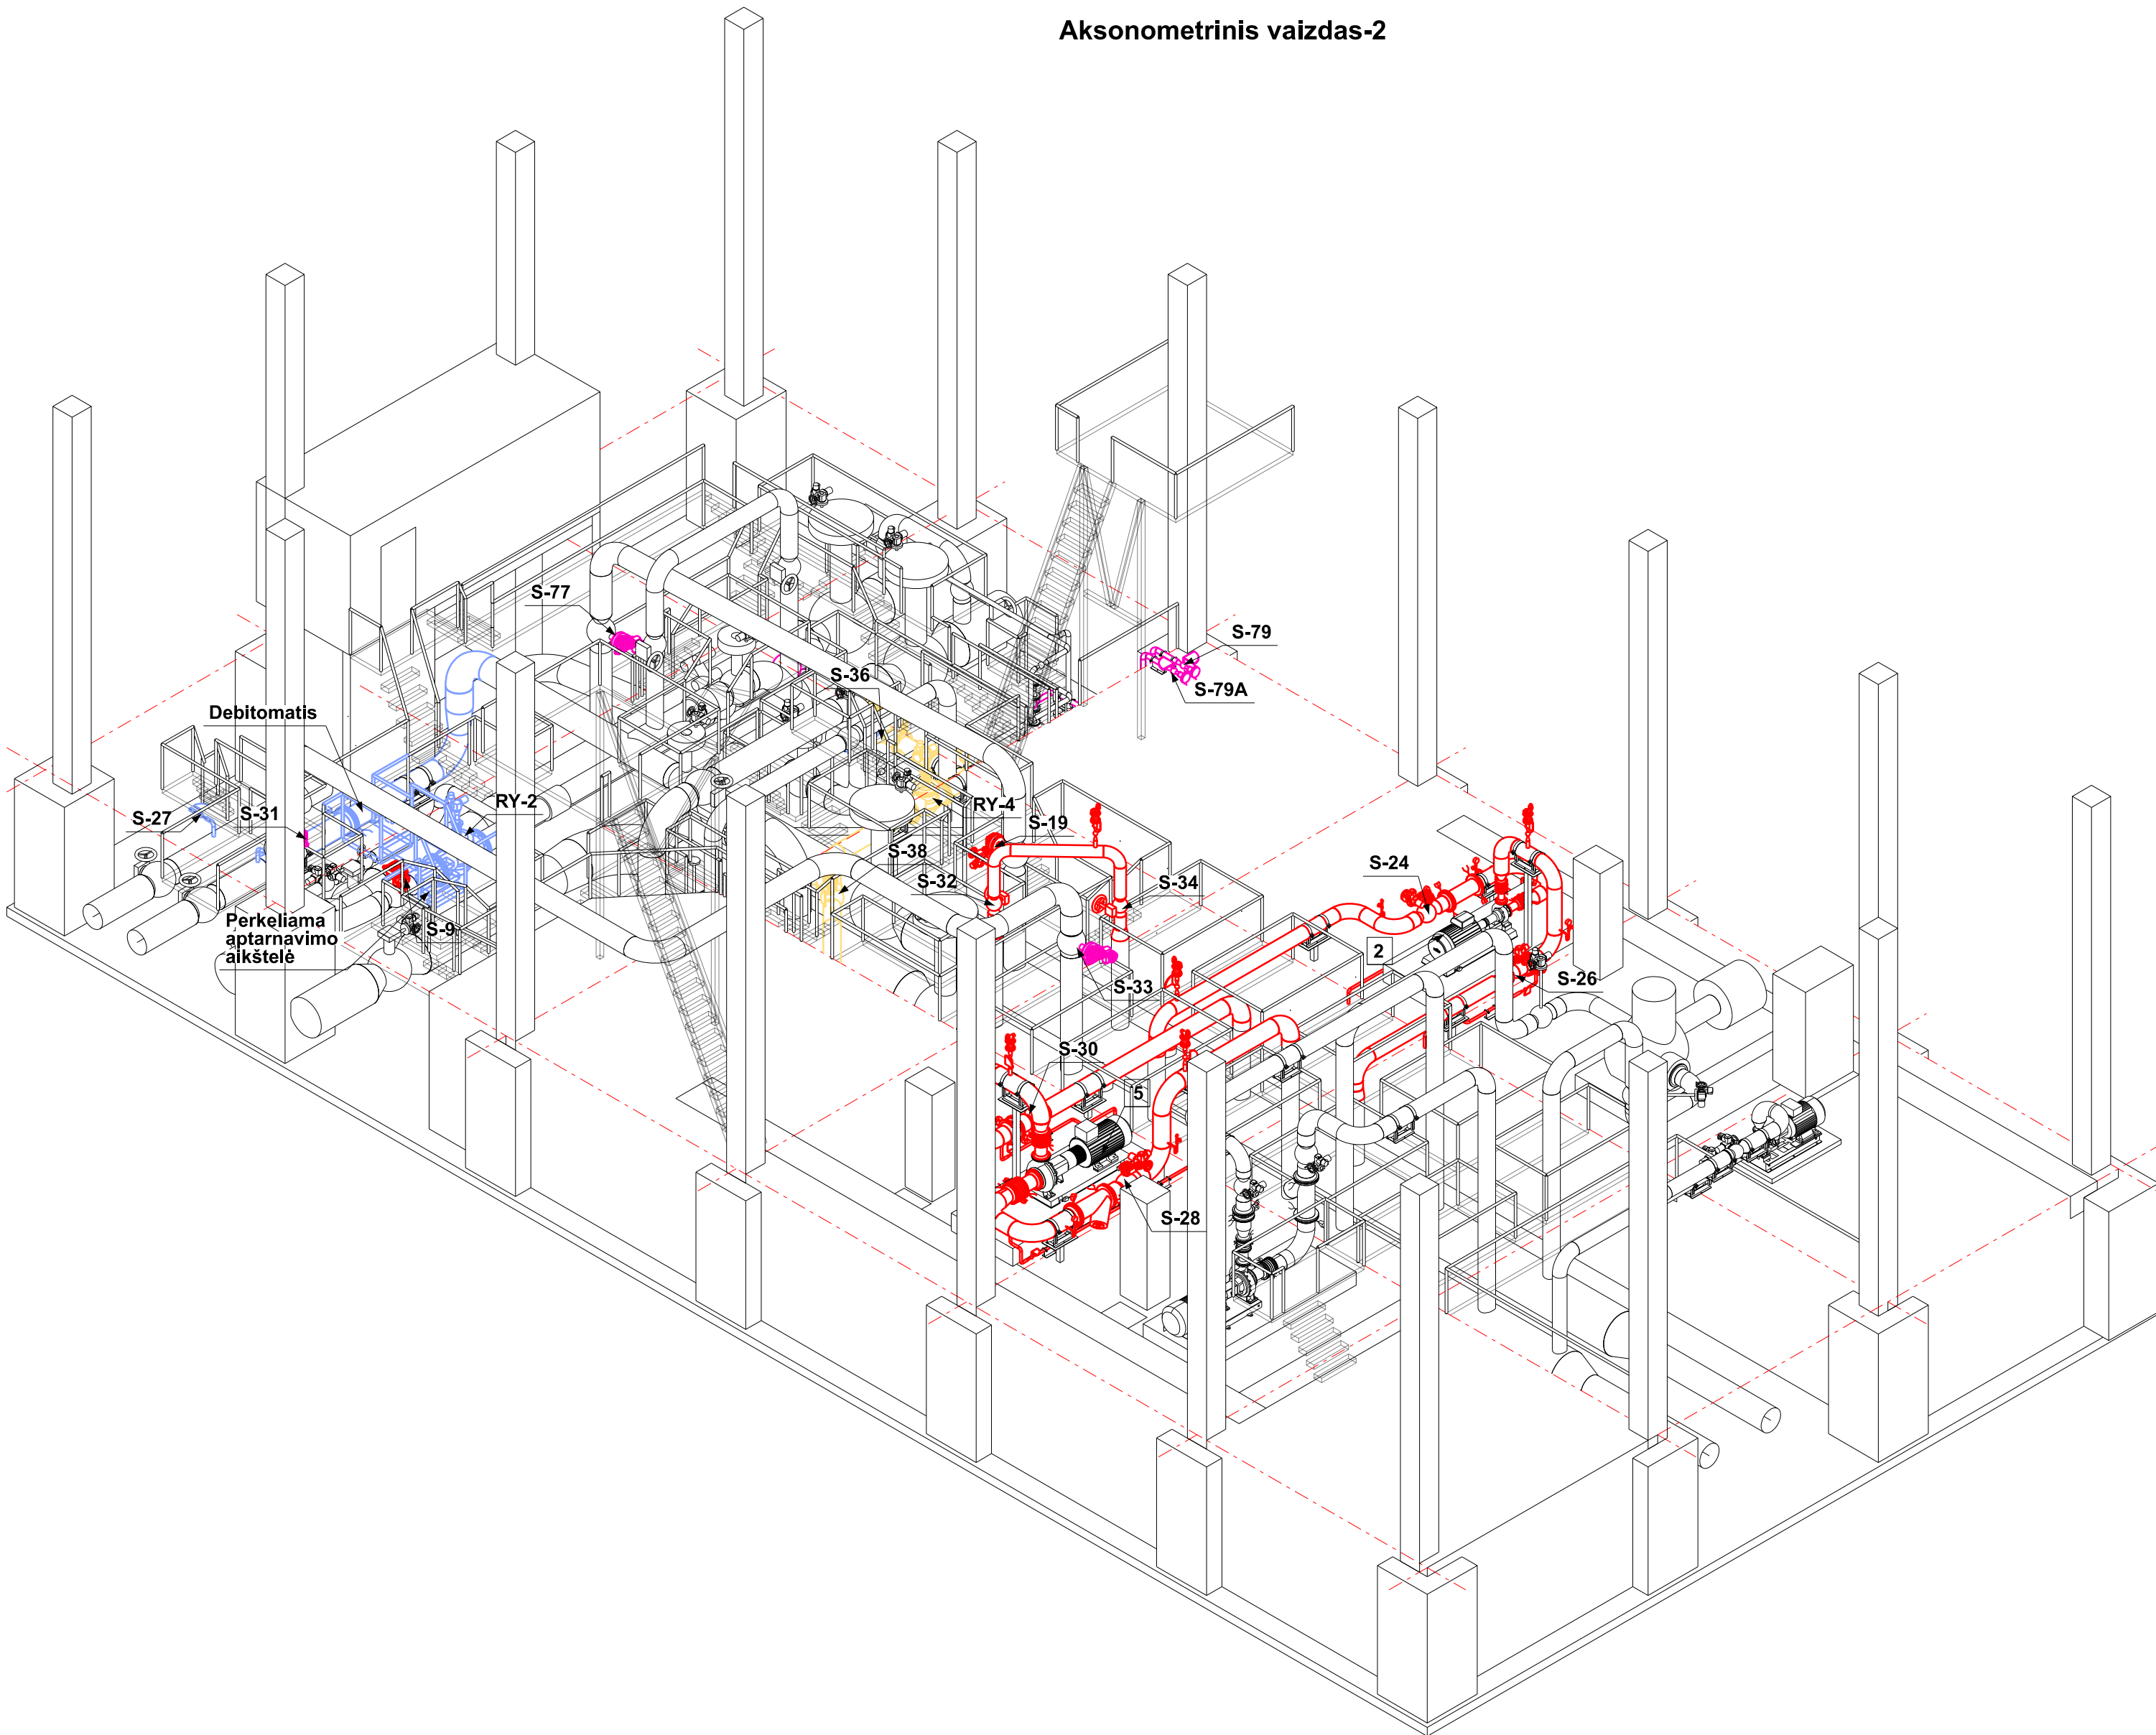 Aksonometrinis vaizdas-2
S-77
S-79
S-36
S-79A
Debitomatis
RY-2
RY-4
S-27
S-31
S-19
S-38
S-24
S-32
S-34
Perkeliama
aptarnavimo
aikštelė
S-9
2
S-26
S-33
S-30
5
S-28